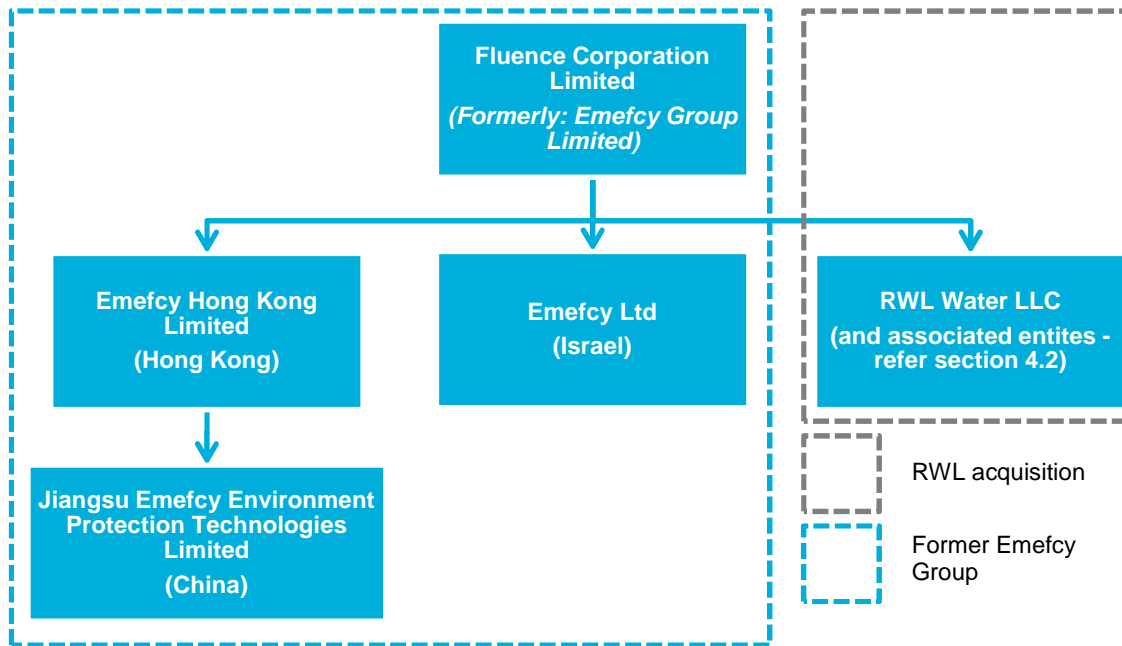 Fluence Corporation
Limited
(Formerly: Emefcy Group
Limited)
Emefcy Hong Kong
Limited
(Hong Kong)
Emefcy Ltd
(Israel)
RWL Water LLC
(and associated entites -
refer section 4.2)
Jiangsu Emefcy Environment
Protection Technologies
Limited
(China)
RWL acquisition
Former Emefcy
Group